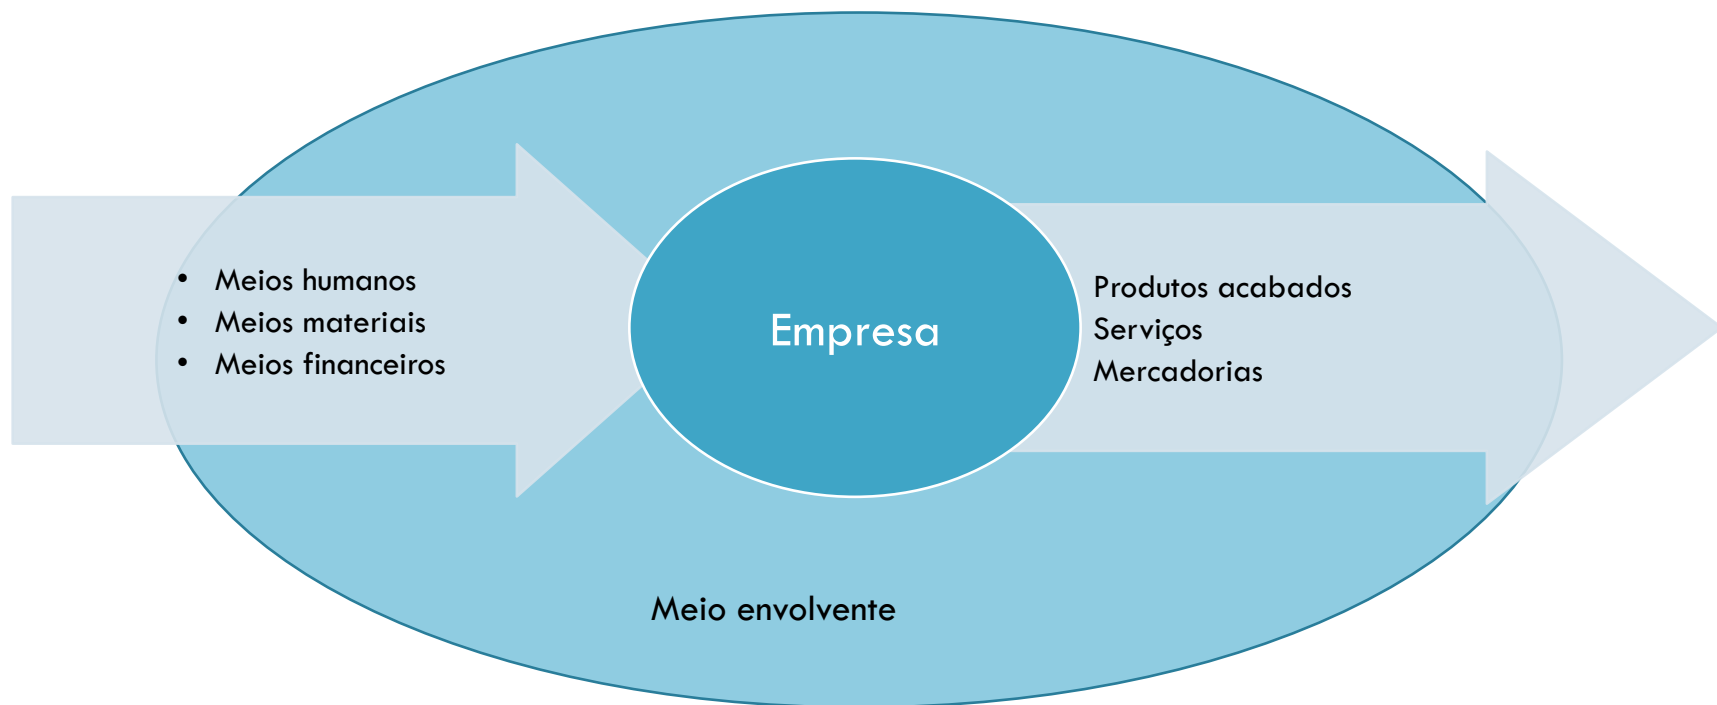 • Meios humanos
• Meios materiais
• Meios financeiros
Empresa
Produtos acabados
Serviços
Mercadorias
Meio envolvente